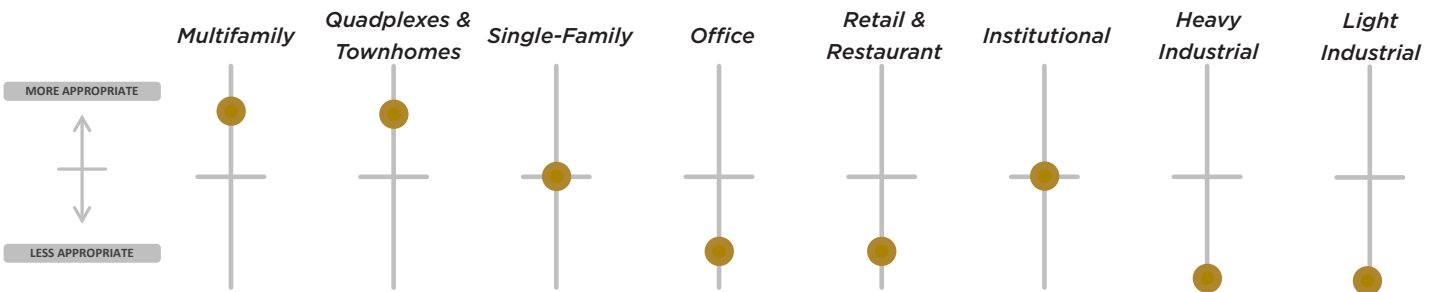 Multifamily
Quadplexes &
Townhomes
Single-Family
Office
Retail &
Restaurant
Institutional
Heavy
Industrial
Light
Industrial
MORE APPROPRIATE
LESS APPROPRIATE